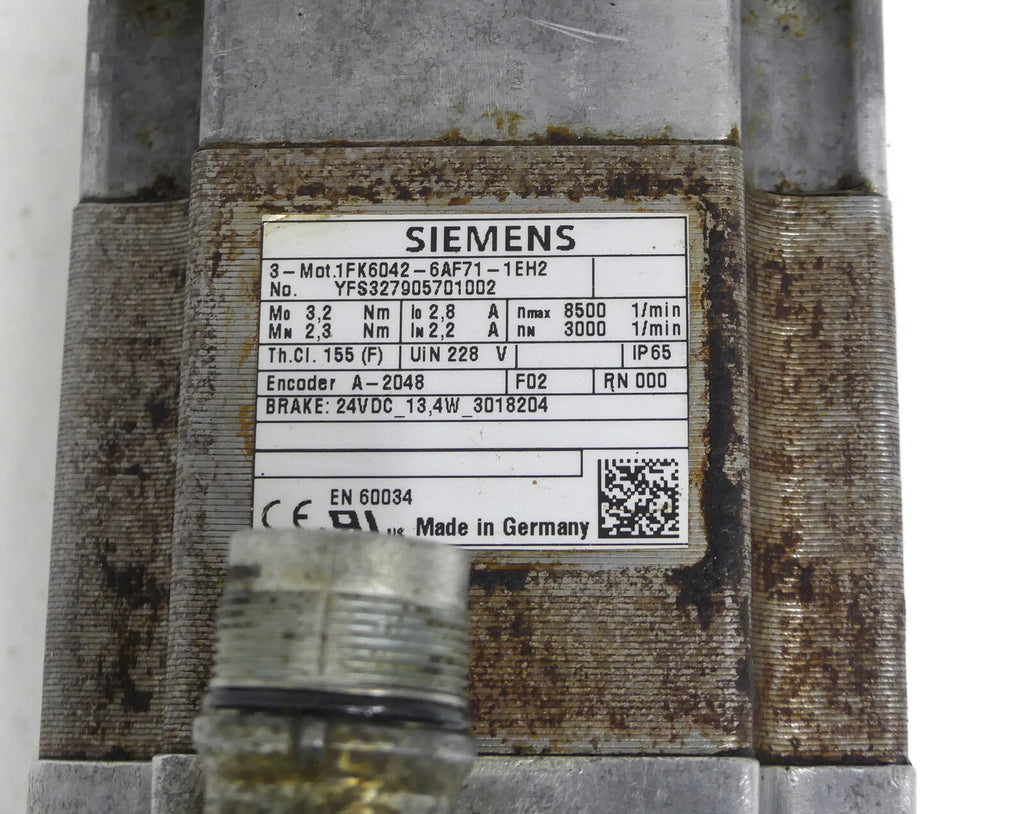 SIEMENS
3-Mot.1FK6042-6AF71-1EH2
No. YFS327905701002
M0 3,2 Nm I0 2,8 A nmax 8500 1/min
MN 2,3 Nm IN 2,2 A nN 3000 1/min
Th.Cl. 155 (F) UiN 228 V IP65
Encoder A-2048 F02 RN 000
BRAKE: 24VDC_13,4W_3018204
EN 60034
CE US Made in Germany